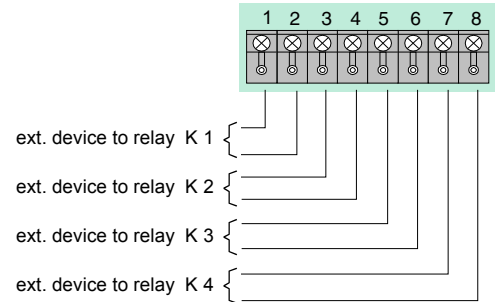 1 2 3 4 5 6 7 8
ext. device to relay K 1
ext. device to relay K 2
ext. device to relay K 3
ext. device to relay K 4